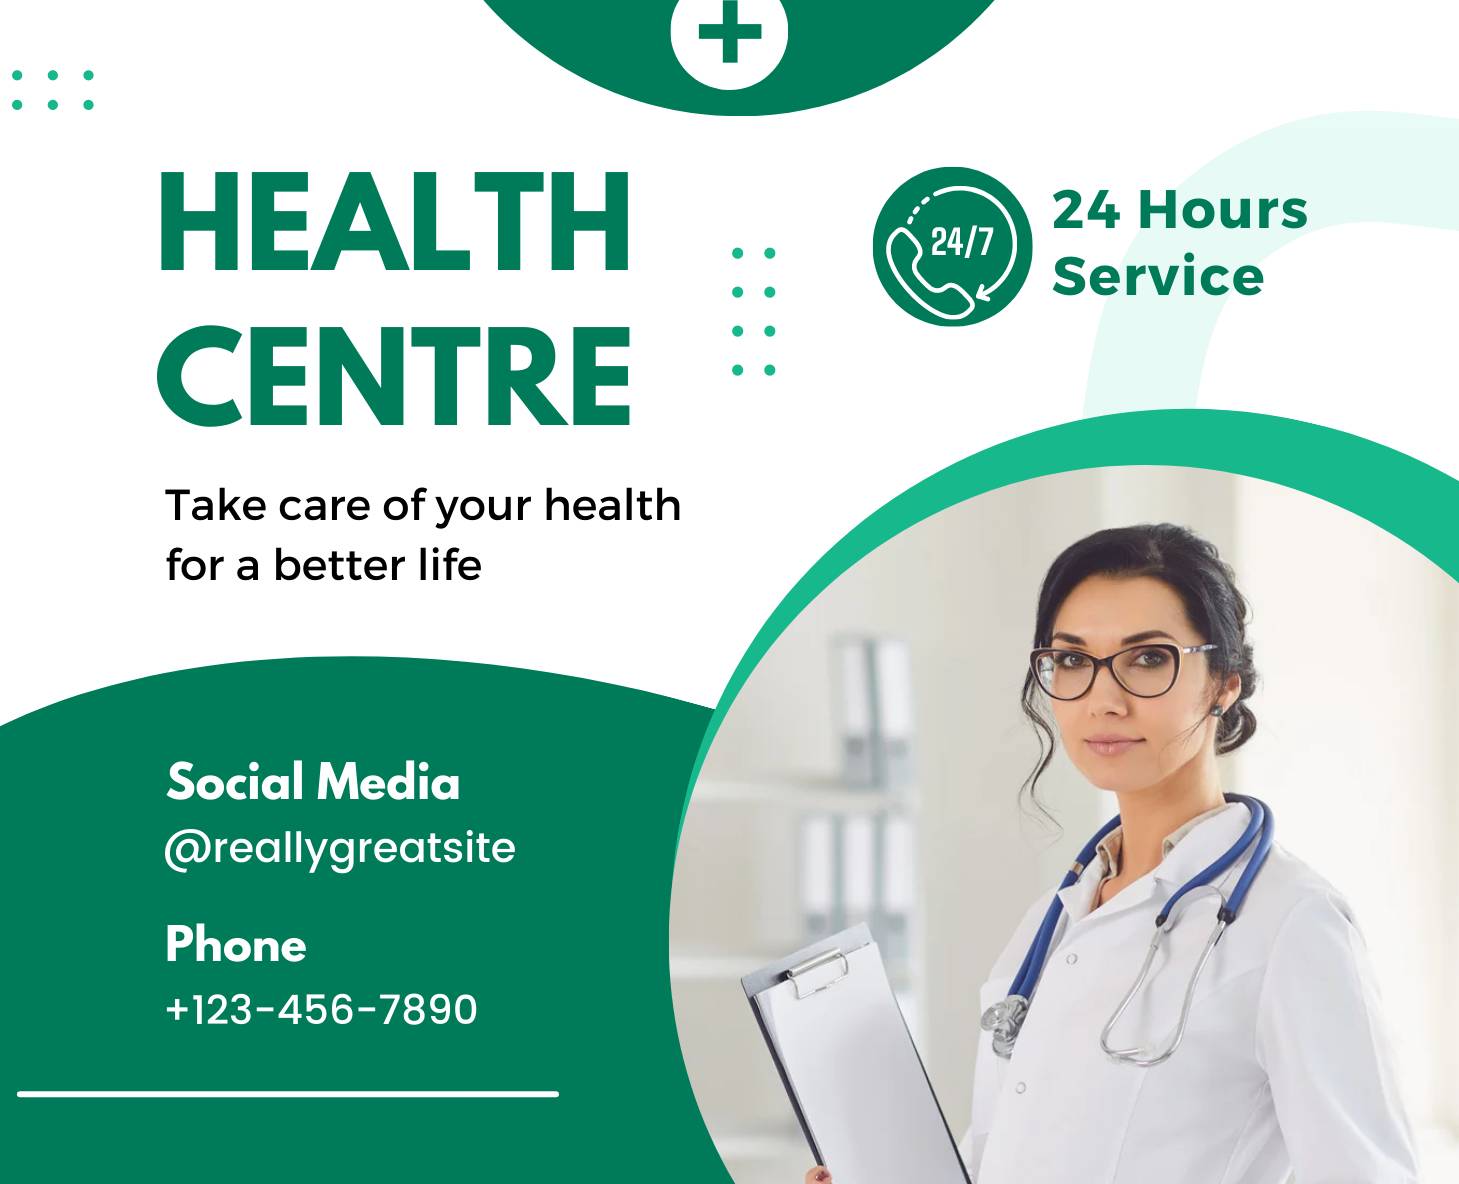 HEALTH
CENTRE
Take care of your health
for a better life
24/7
24 Hours
Service
Social Media
@reallygreatsite
Phone
+123-456-7890